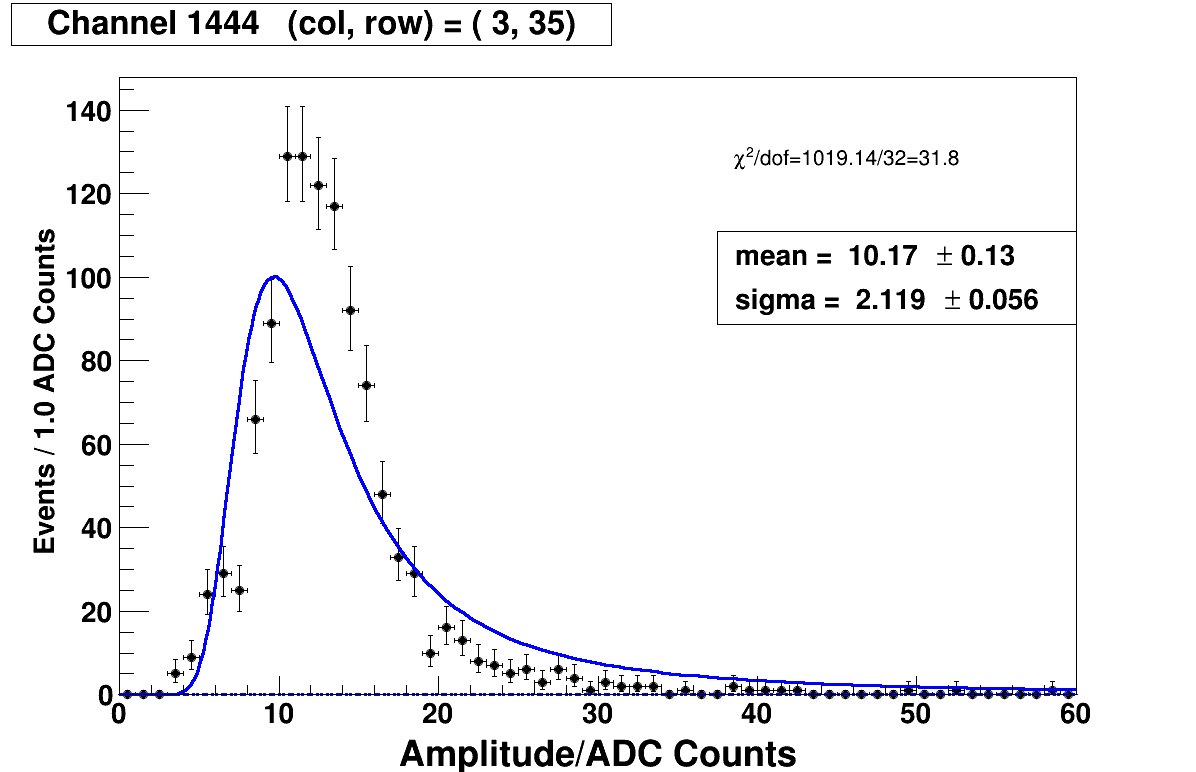 Channel 1444 (col, row) = ( 3, 35)
140
120
100
80
60
40
20
0
Events / 1.0 ADC Counts
χ²/dof=1019.14/32=31.8
mean = 10.17 ± 0.13
sigma = 2.119 ± 0.056
0 10 20 30 40 50 60
Amplitude/ADC Counts